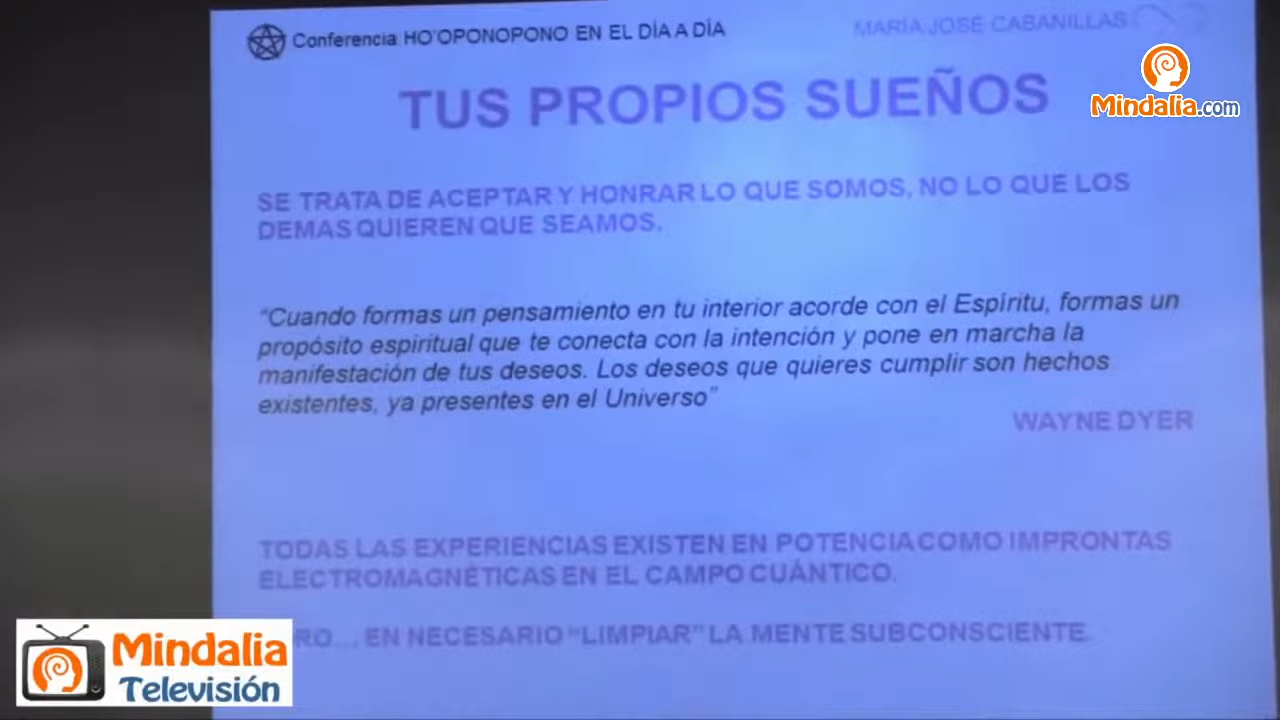 Conferencia HO'OPONOPONO EN EL DÍA A DÍA
MARÍA JOSÉ CABANILLAS
Mindalia.com
TUS PROPIOS SUEÑOS
SE TRATA DE ACEPTAR Y HONRAR LO QUE SOMOS, NO LO QUE LOS
DEMAS QUIEREN QUE SEAMOS.
“Cuando formas un pensamiento en tu interior acorde con el Espíritu, formas un
propósito espiritual que te conecta con la intención y pone en marcha la
manifestación de tus deseos. Los deseos que quieres cumplir son hechos
existentes, ya presentes en el Universo”
WAYNE DYER
TODAS LAS EXPERIENCIAS EXISTEN EN POTENCIA COMO IMPRONTAS
ELECTROMAGNÉTICAS EN EL CAMPO CUÁNTICO.
RO... EN NECESARIO “LIMPIAR” LA MENTE SUBCONSCIENTE.
Mindalia
Televisión